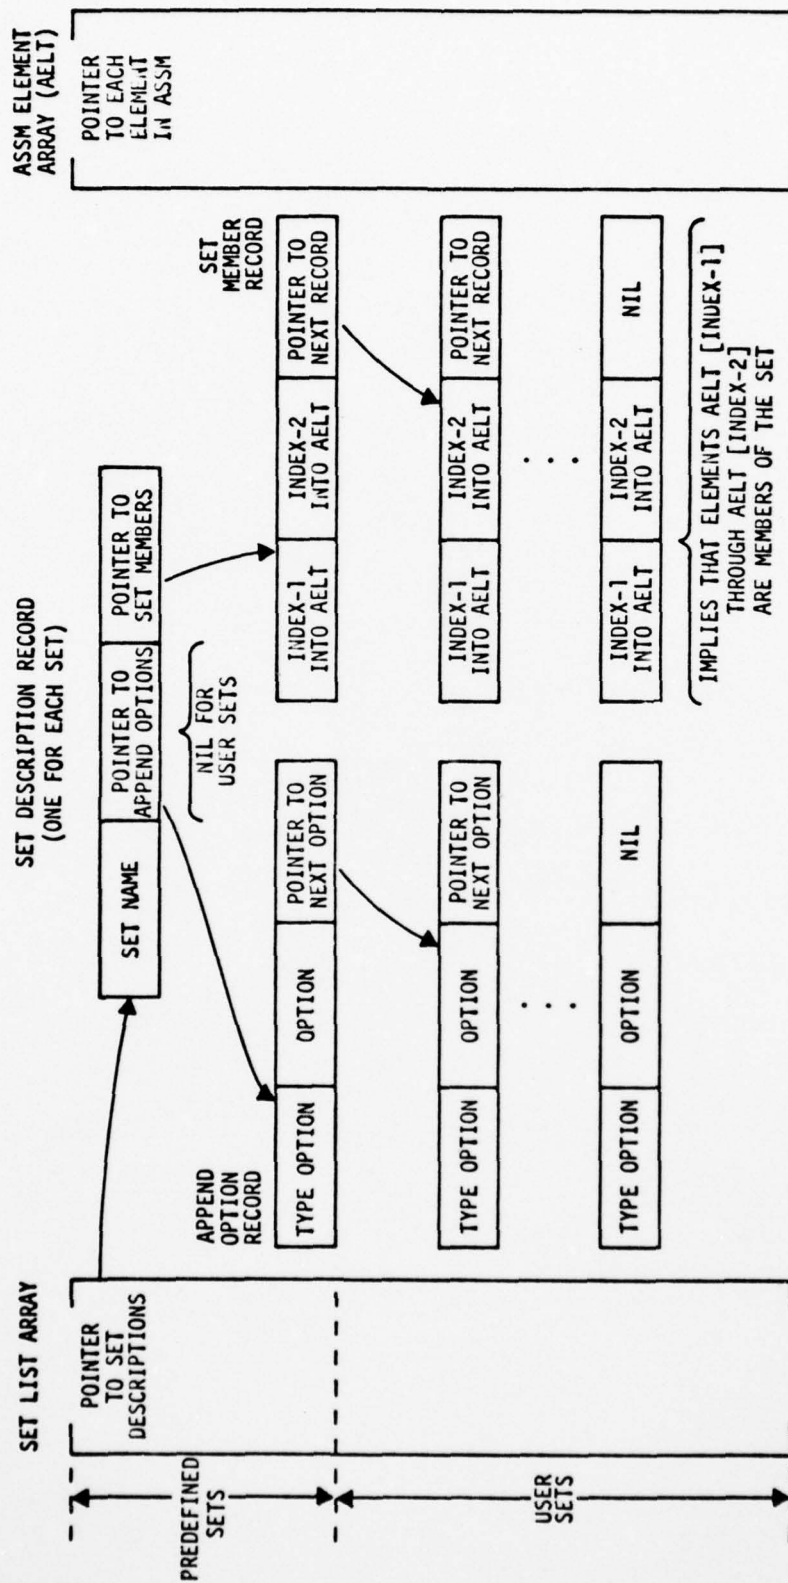 SET LIST ARRAY
POINTER
TO SET
DESCRIPTIONS
PREDEFINED
SETS
USER
SETS
SET DESCRIPTION RECORD
(ONE FOR EACH SET)
SET NAME
POINTER TO
APPEND OPTIONS
POINTER TO
SET MEMBERS
NIL FOR
USER SETS
APPEND
OPTION
RECORD
TYPE OPTION
OPTION
POINTER TO
NEXT OPTION
TYPE OPTION
OPTION
POINTER TO
NEXT OPTION
. . .
TYPE OPTION
OPTION
NIL
SET
MEMBER
RECORD
INDEX-1
INTO AELT
INDEX-2
INTO AELT
POINTER TO
NEXT RECORD
INDEX-1
INTO AELT
INDEX-2
INTO AELT
POINTER TO
NEXT RECORD
. . .
INDEX-1
INTO AELT
INDEX-2
INTO AELT
NIL
IMPLIES THAT ELEMENTS AELT [INDEX-1]
THROUGH AELT [INDEX-2]
ARE MEMBERS OF THE SET
ASSM ELEMENT
ARRAY (AELT)
POINTER
TO EACH
ELEMENT
IN ASSM